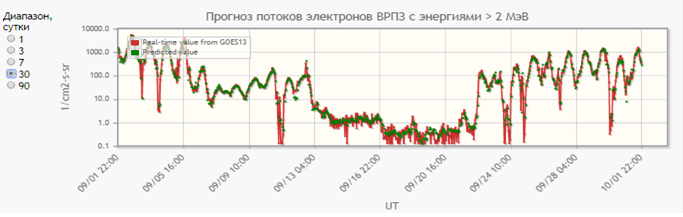 Диапазон,
сутки
1
3
7
30
90
Прогноз потоков электронов ВРПЗ с энергиями > 2 МэВ
Real-time value from GOES13
Predicted value
1/cm2-s-sr
10000.0
1000.0
100.0
10.0
1.0
0.1
09/01 22:00
09/05 16:00
09/09 10:00
09/13 04:00
09/16 22:00
09/20 16:00
09/24 10:00
09/28 04:00
10/01 22:00
UT